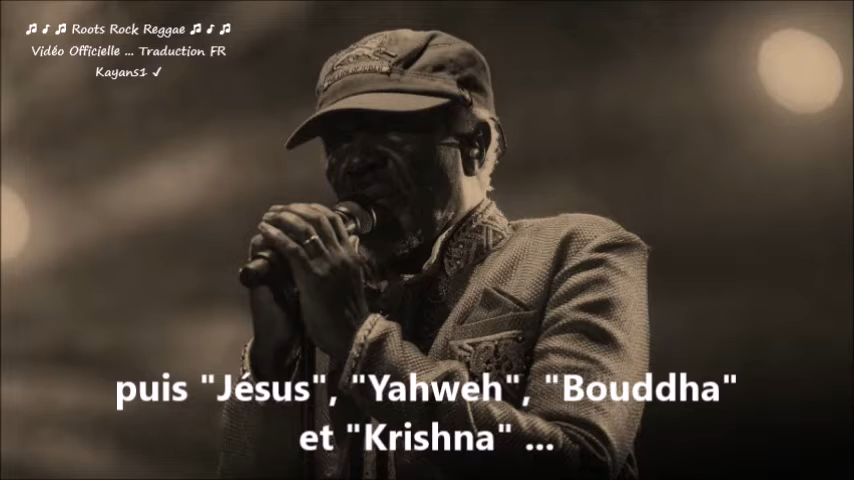 ♫ ♪ ♫ Roots Rock Reggae ♫ ♪ ♫
Vidéo Officielle ... Traduction FR
Kayans1 ✓
puis "Jésus", "Yahweh", "Bouddha"
et "Krishna" ...